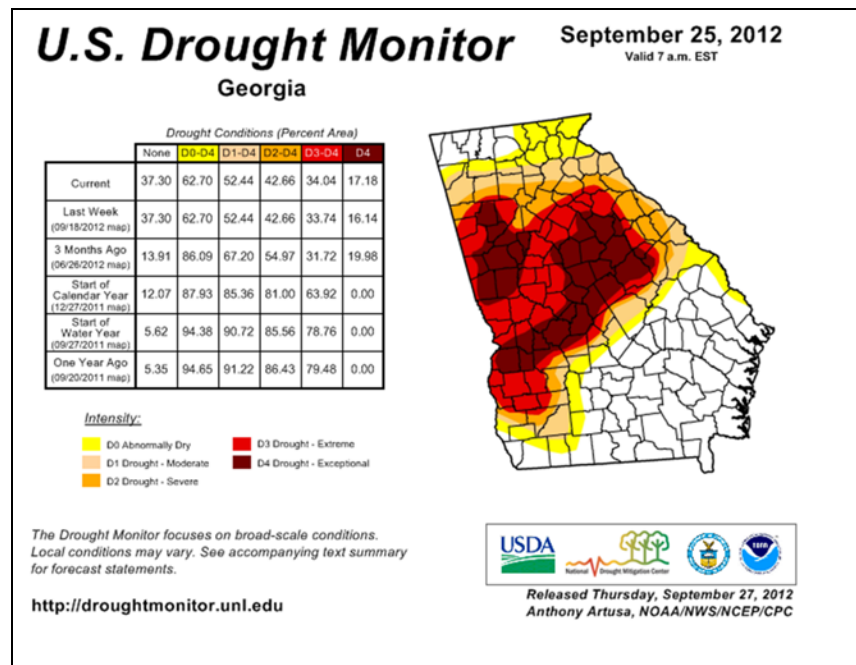 U.S. Drought Monitor
September 25, 2012
Valid 7 a.m. EST
Georgia
Drought Conditions (Percent Area)
None D0-D4 D1-D4 D2-D4 D3-D4 D4
Current 37.30 62.70 52.44 42.66 34.04 17.18
Last Week (09/18/2012 map) 37.30 62.70 52.44 42.66 33.74 16.14
3 Months Ago (06/26/2012 map) 13.91 86.09 67.20 54.97 31.72 19.98
Start of Calendar Year (12/27/2011 map) 12.07 87.93 85.36 81.00 63.92 0.00
Start of Water Year (09/27/2011 map) 5.62 94.38 90.72 85.56 78.76 0.00
One Year Ago (09/20/2011 map) 5.35 94.65 91.22 86.43 79.48 0.00
Intensity:
D0 Abnormally Dry
D1 Drought - Moderate
D2 Drought - Severe
D3 Drought - Extreme
D4 Drought - Exceptional
The Drought Monitor focuses on broad-scale conditions.
Local conditions may vary. See accompanying text summary
for forecast statements.
http://droughtmonitor.unl.edu
USDA
National Drought Mitigation Center
Released Thursday, September 27, 2012
Anthony Artusa, NOAA/NWS/NCEP/CPC